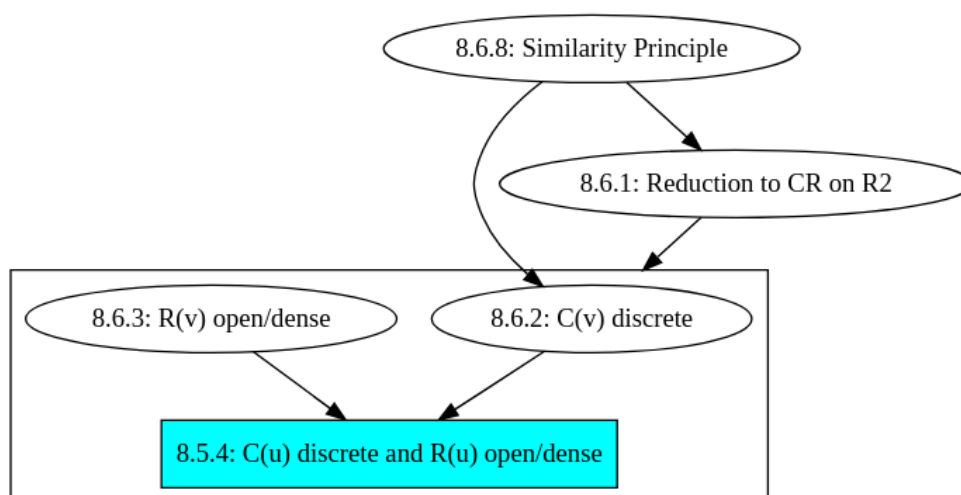 8.6.8: Similarity Principle
8.6.1: Reduction to CR on R2
8.6.3: R(v) open/dense
8.6.2: C(v) discrete
8.5.4: C(u) discrete and R(u) open/dense